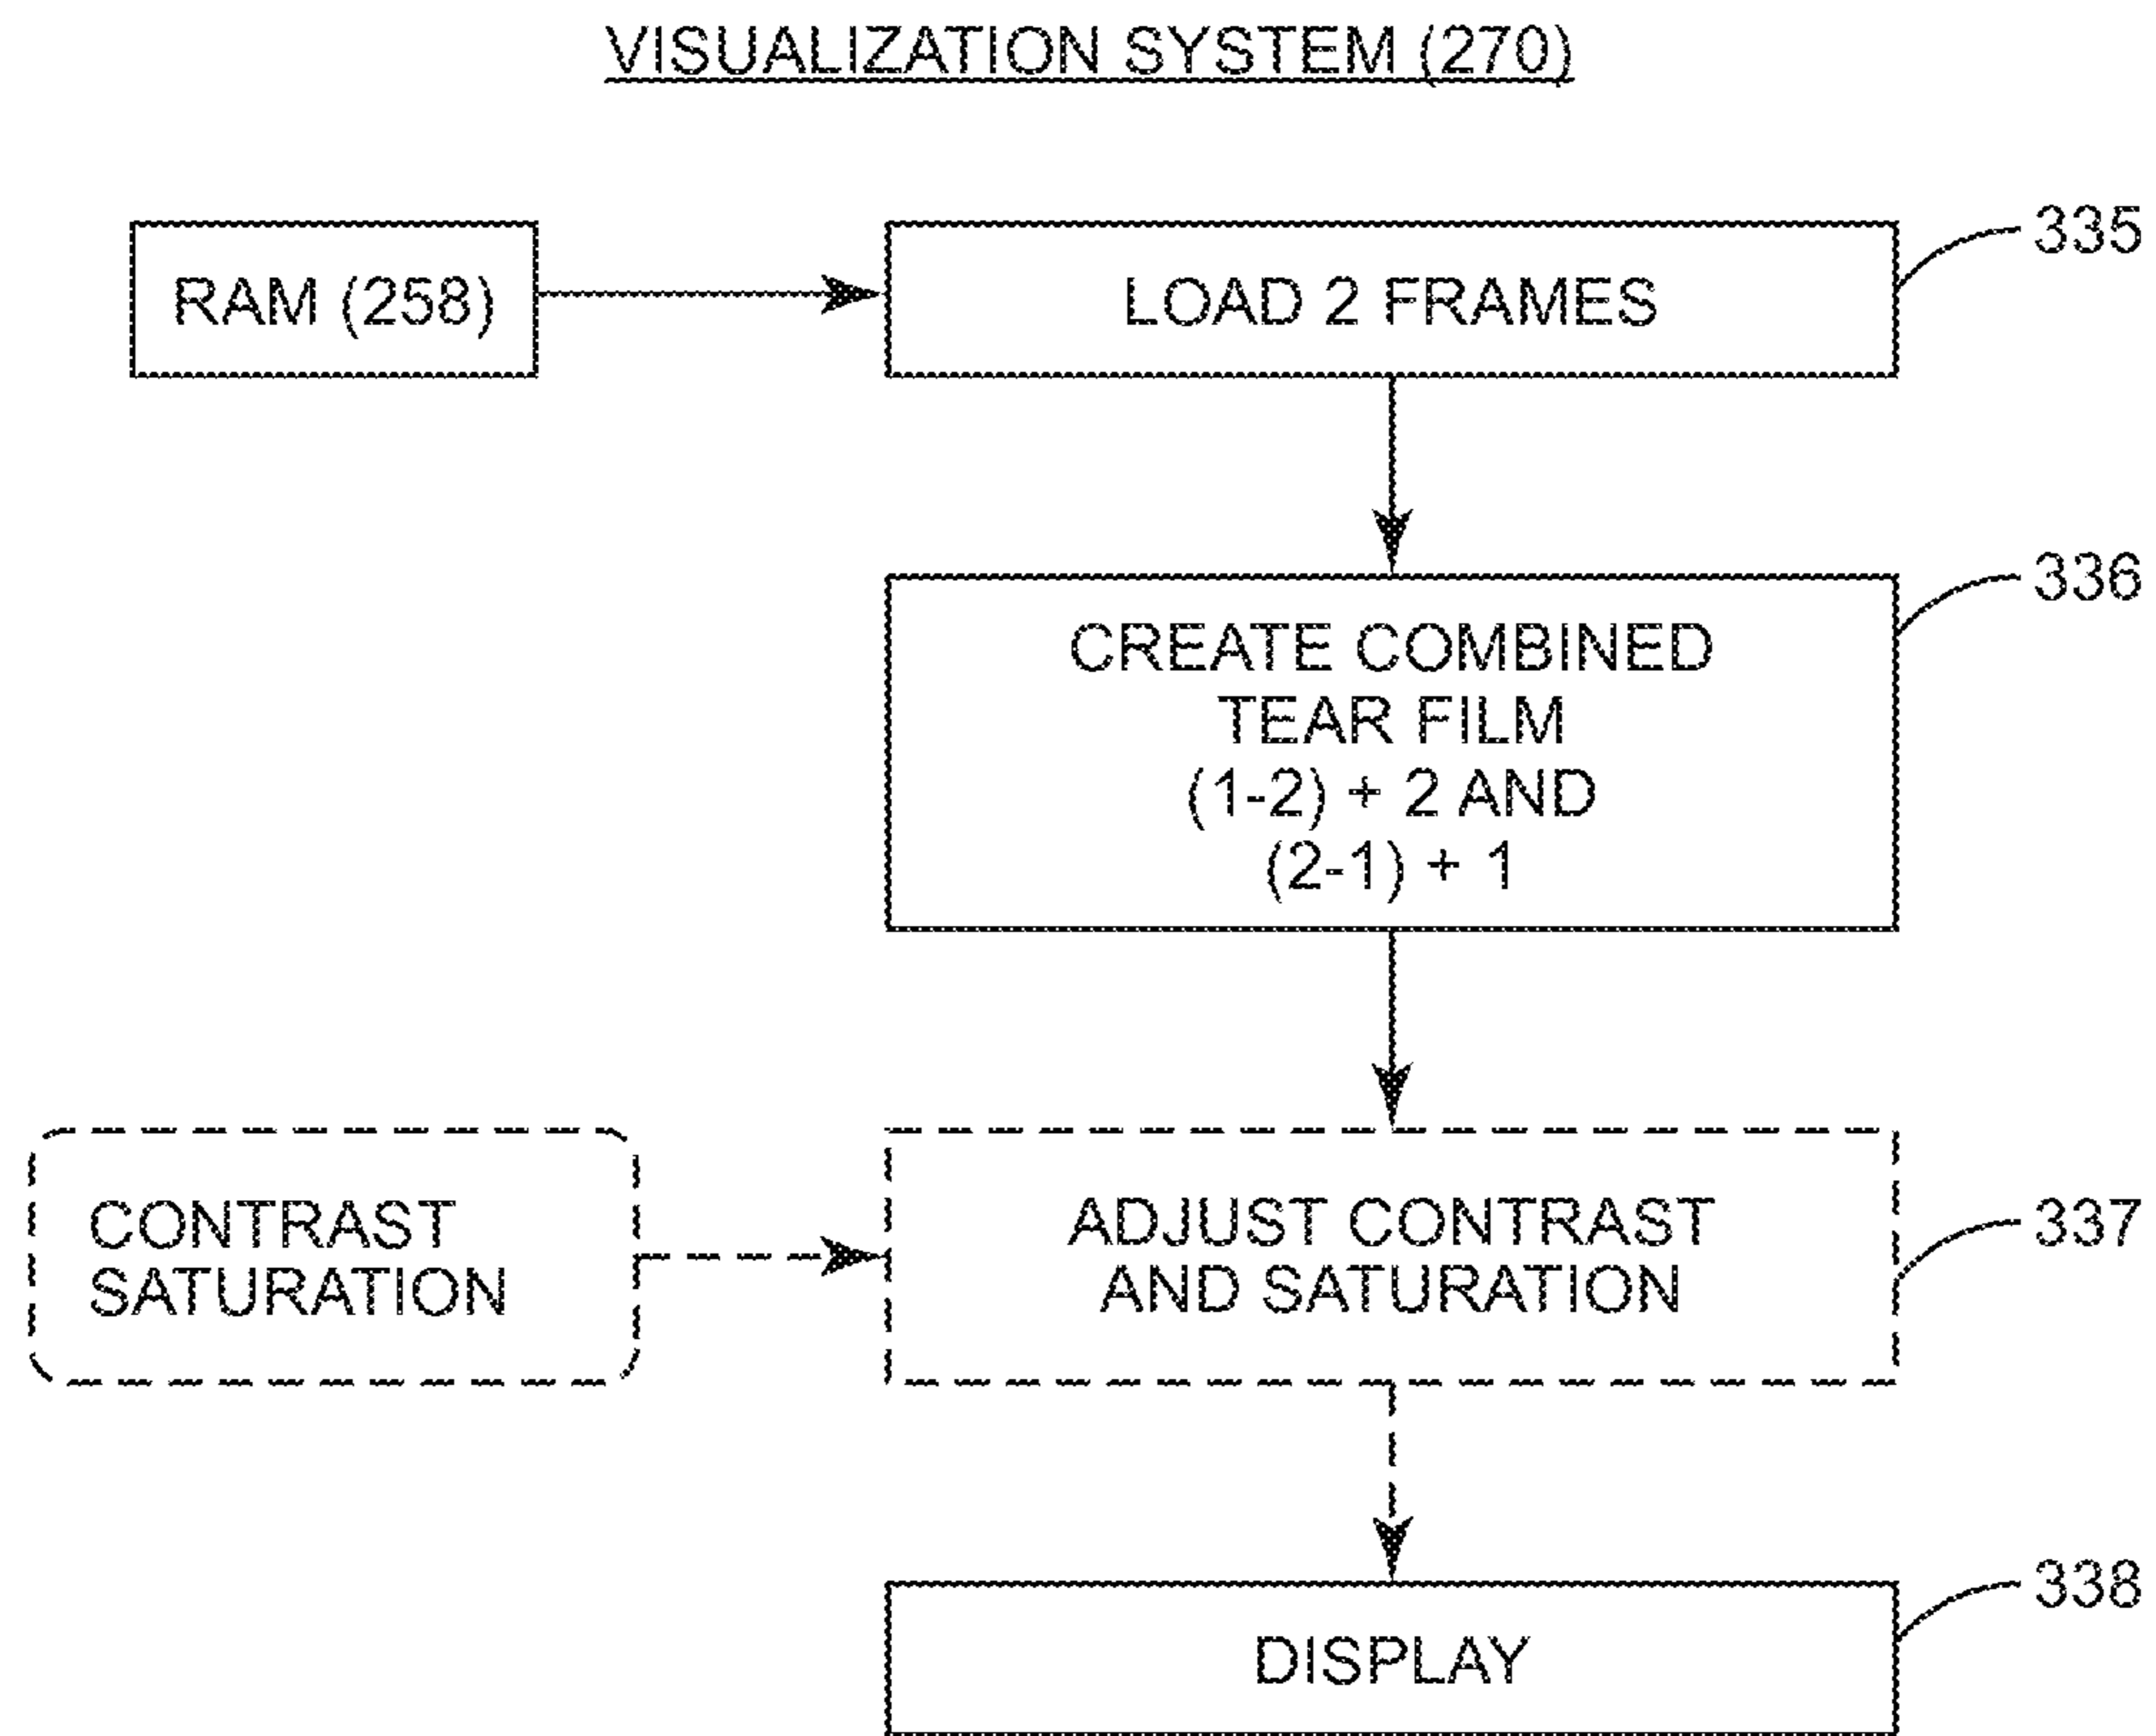 VISUALIZATION SYSTEM (270)
RAM (258)
LOAD 2 FRAMES
335
CREATE COMBINED
TEAR FILM
(1-2) + 2 AND
(2-1) + 1
336
CONTRAST
SATURATION
ADJUST CONTRAST
AND SATURATION
337
DISPLAY
338